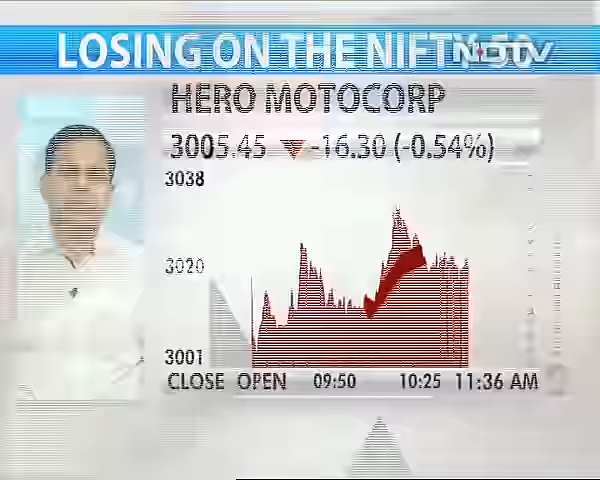 LOSING ON THE NIFTY 50
NDTV
HERO MOTOCORP
3005.45 -16.30 (-0.54%)
3038
3020
3001
CLOSE OPEN 09:50 10:25 11:36 AM